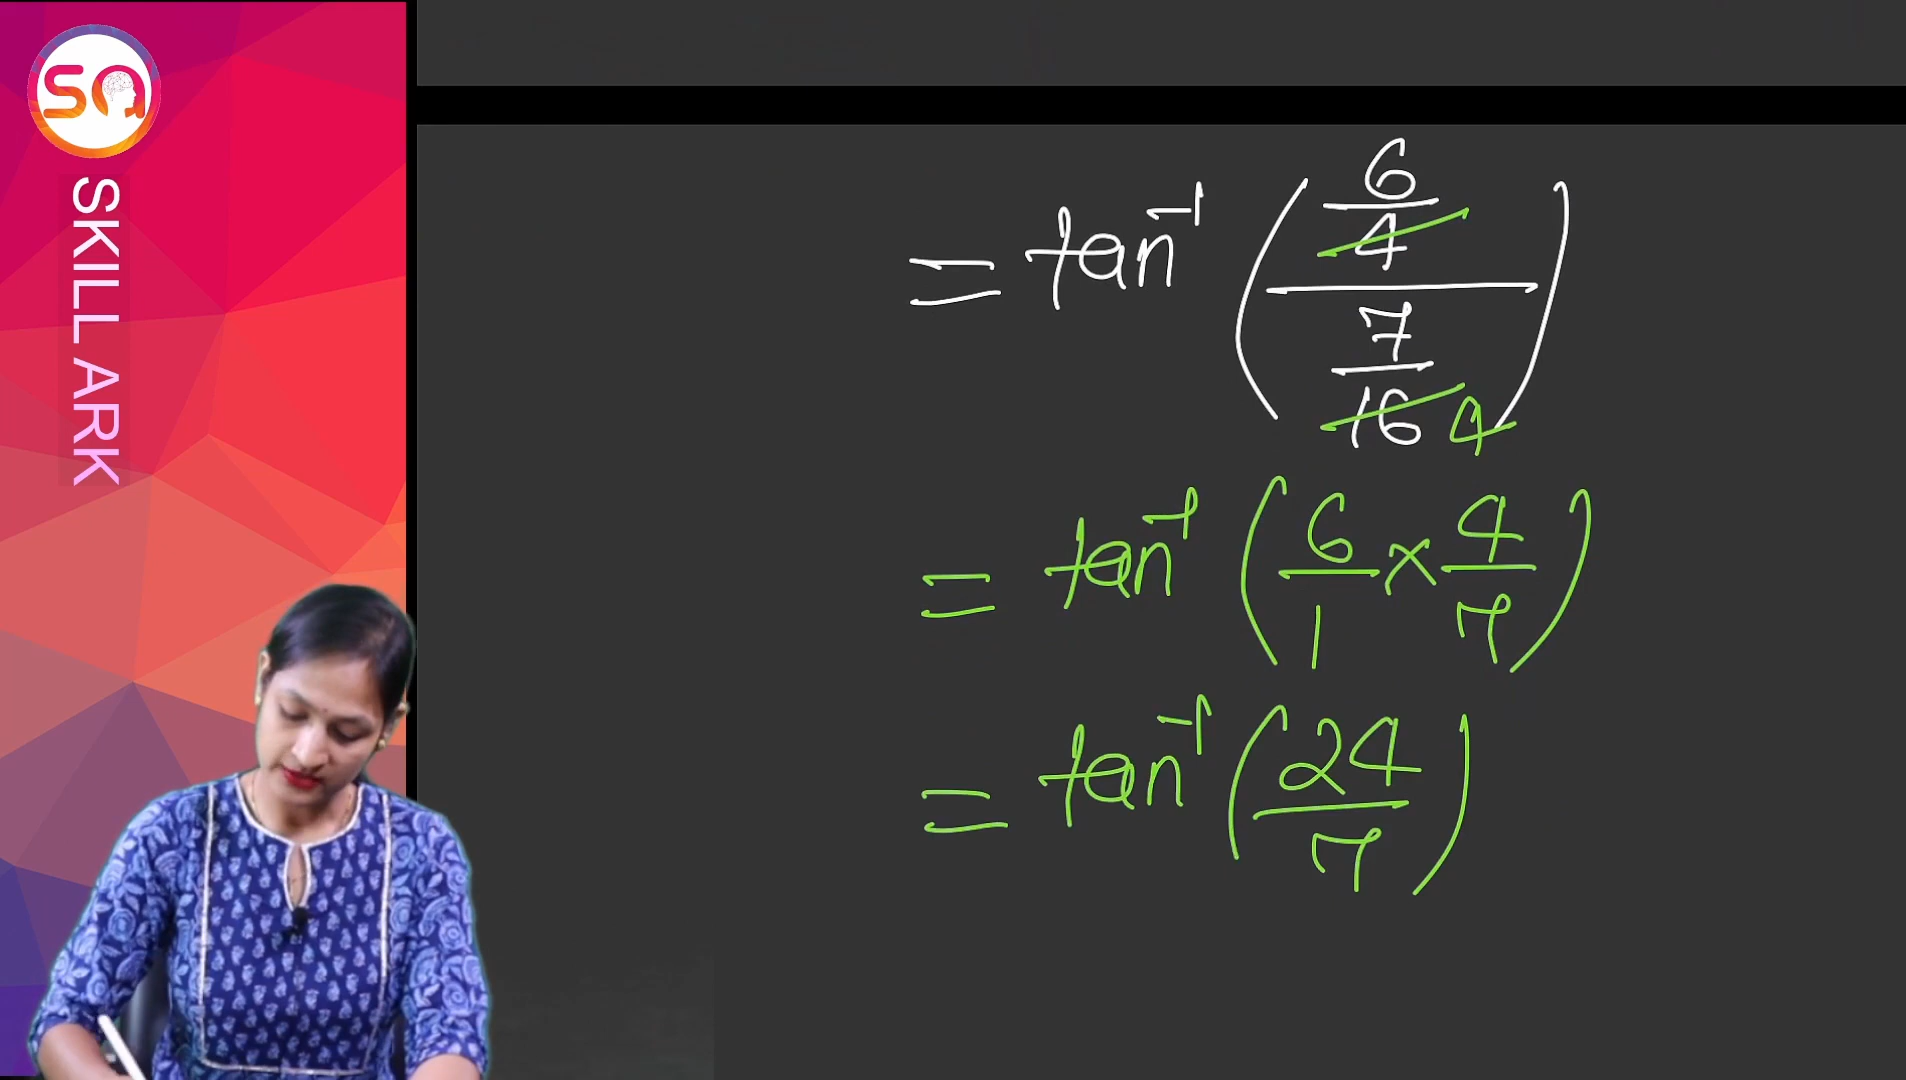 SA
SKILL ARK
= tan⁻¹ ( (6/4) / (7/16) ) 4
= tan⁻¹ ( 6/1 × 4/7 )
= tan⁻¹ ( 24/7 )